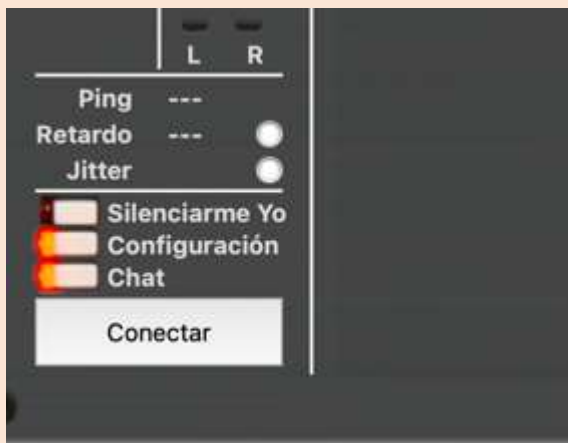 L R
Ping ---
Retardo ---
Jitter
Silenciarme Yo
Configuración
Chat
Conectar